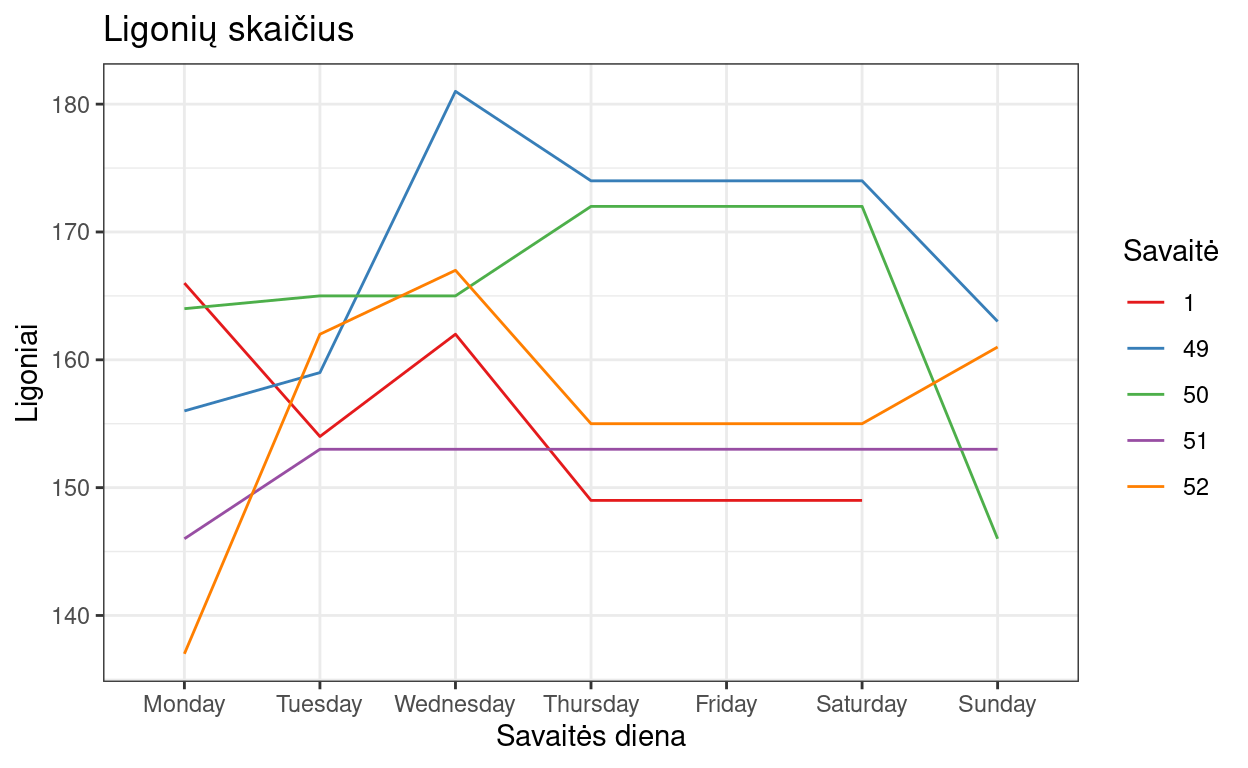 Ligonių skaičius
Ligoniai
180
170
160
150
140
Monday Tuesday Wednesday Thursday Friday Saturday Sunday
Savaitės diena
Savaitė
1
49
50
51
52